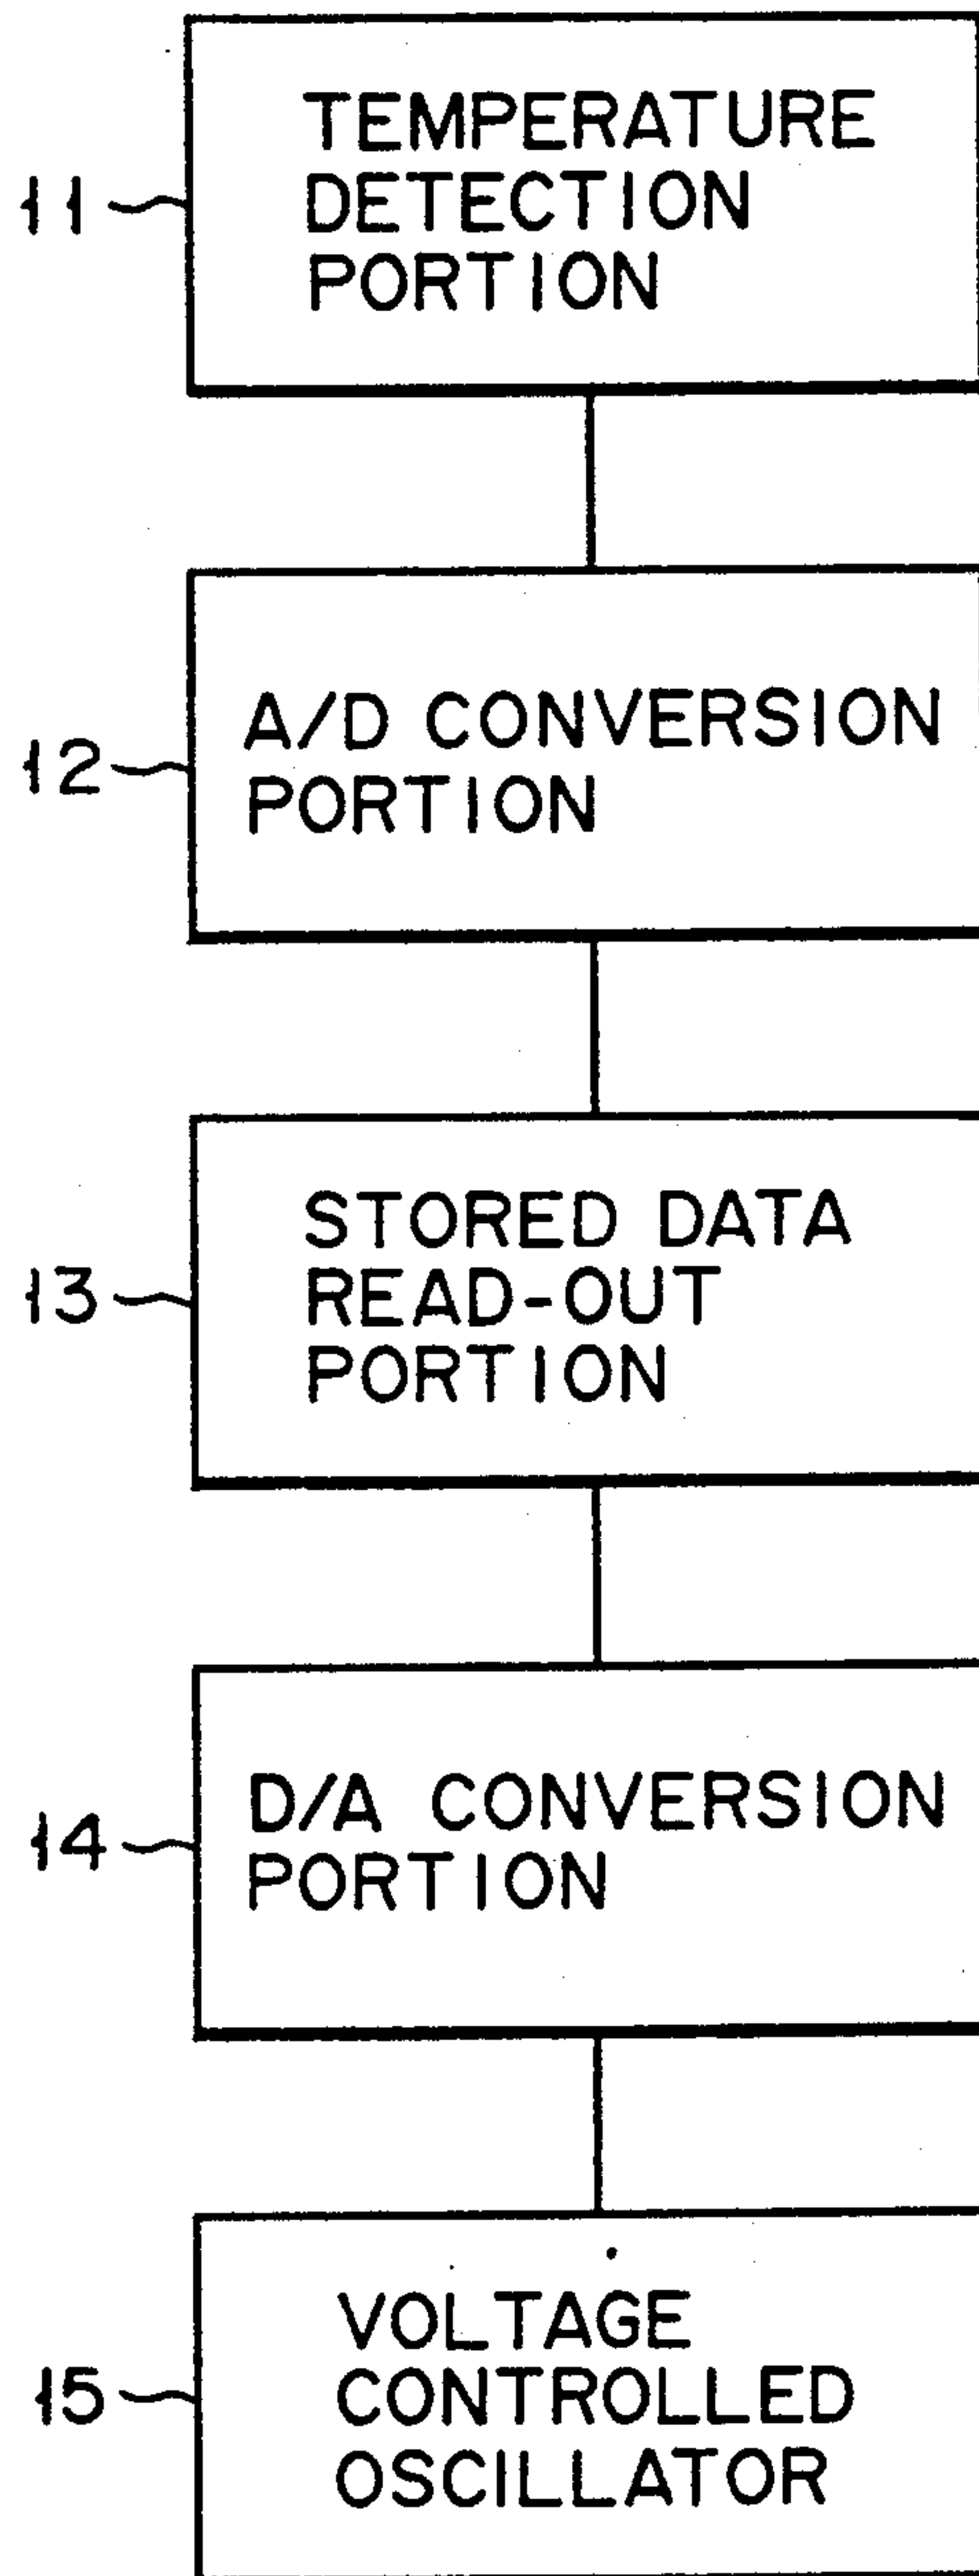 TEMPERATURE
DETECTION
PORTION
11
A/D CONVERSION
PORTION
12
STORED DATA
READ-OUT
PORTION
13
D/A CONVERSION
PORTION
14
VOLTAGE
CONTROLLED
OSCILLATOR
15